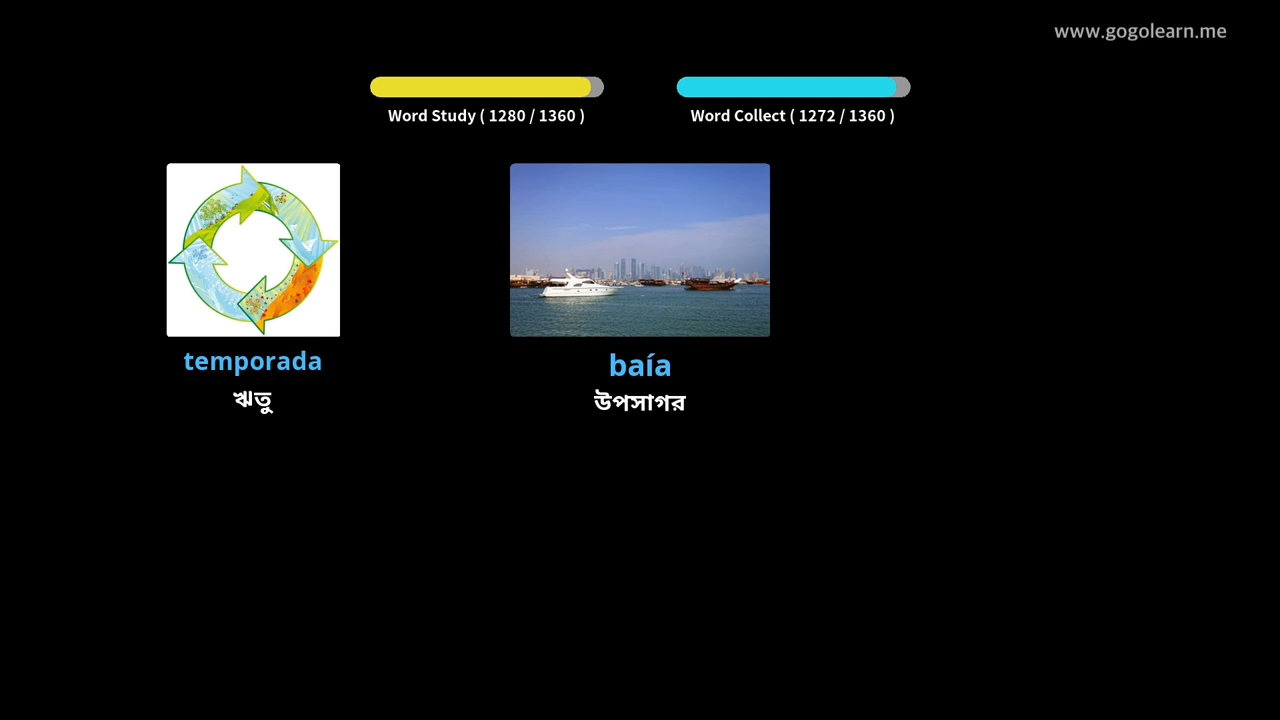 www.gogolearn.me
Word Study ( 1280 / 1360 )
Word Collect ( 1272 / 1360 )
temporada
ঋতু
baía
উপসাগর